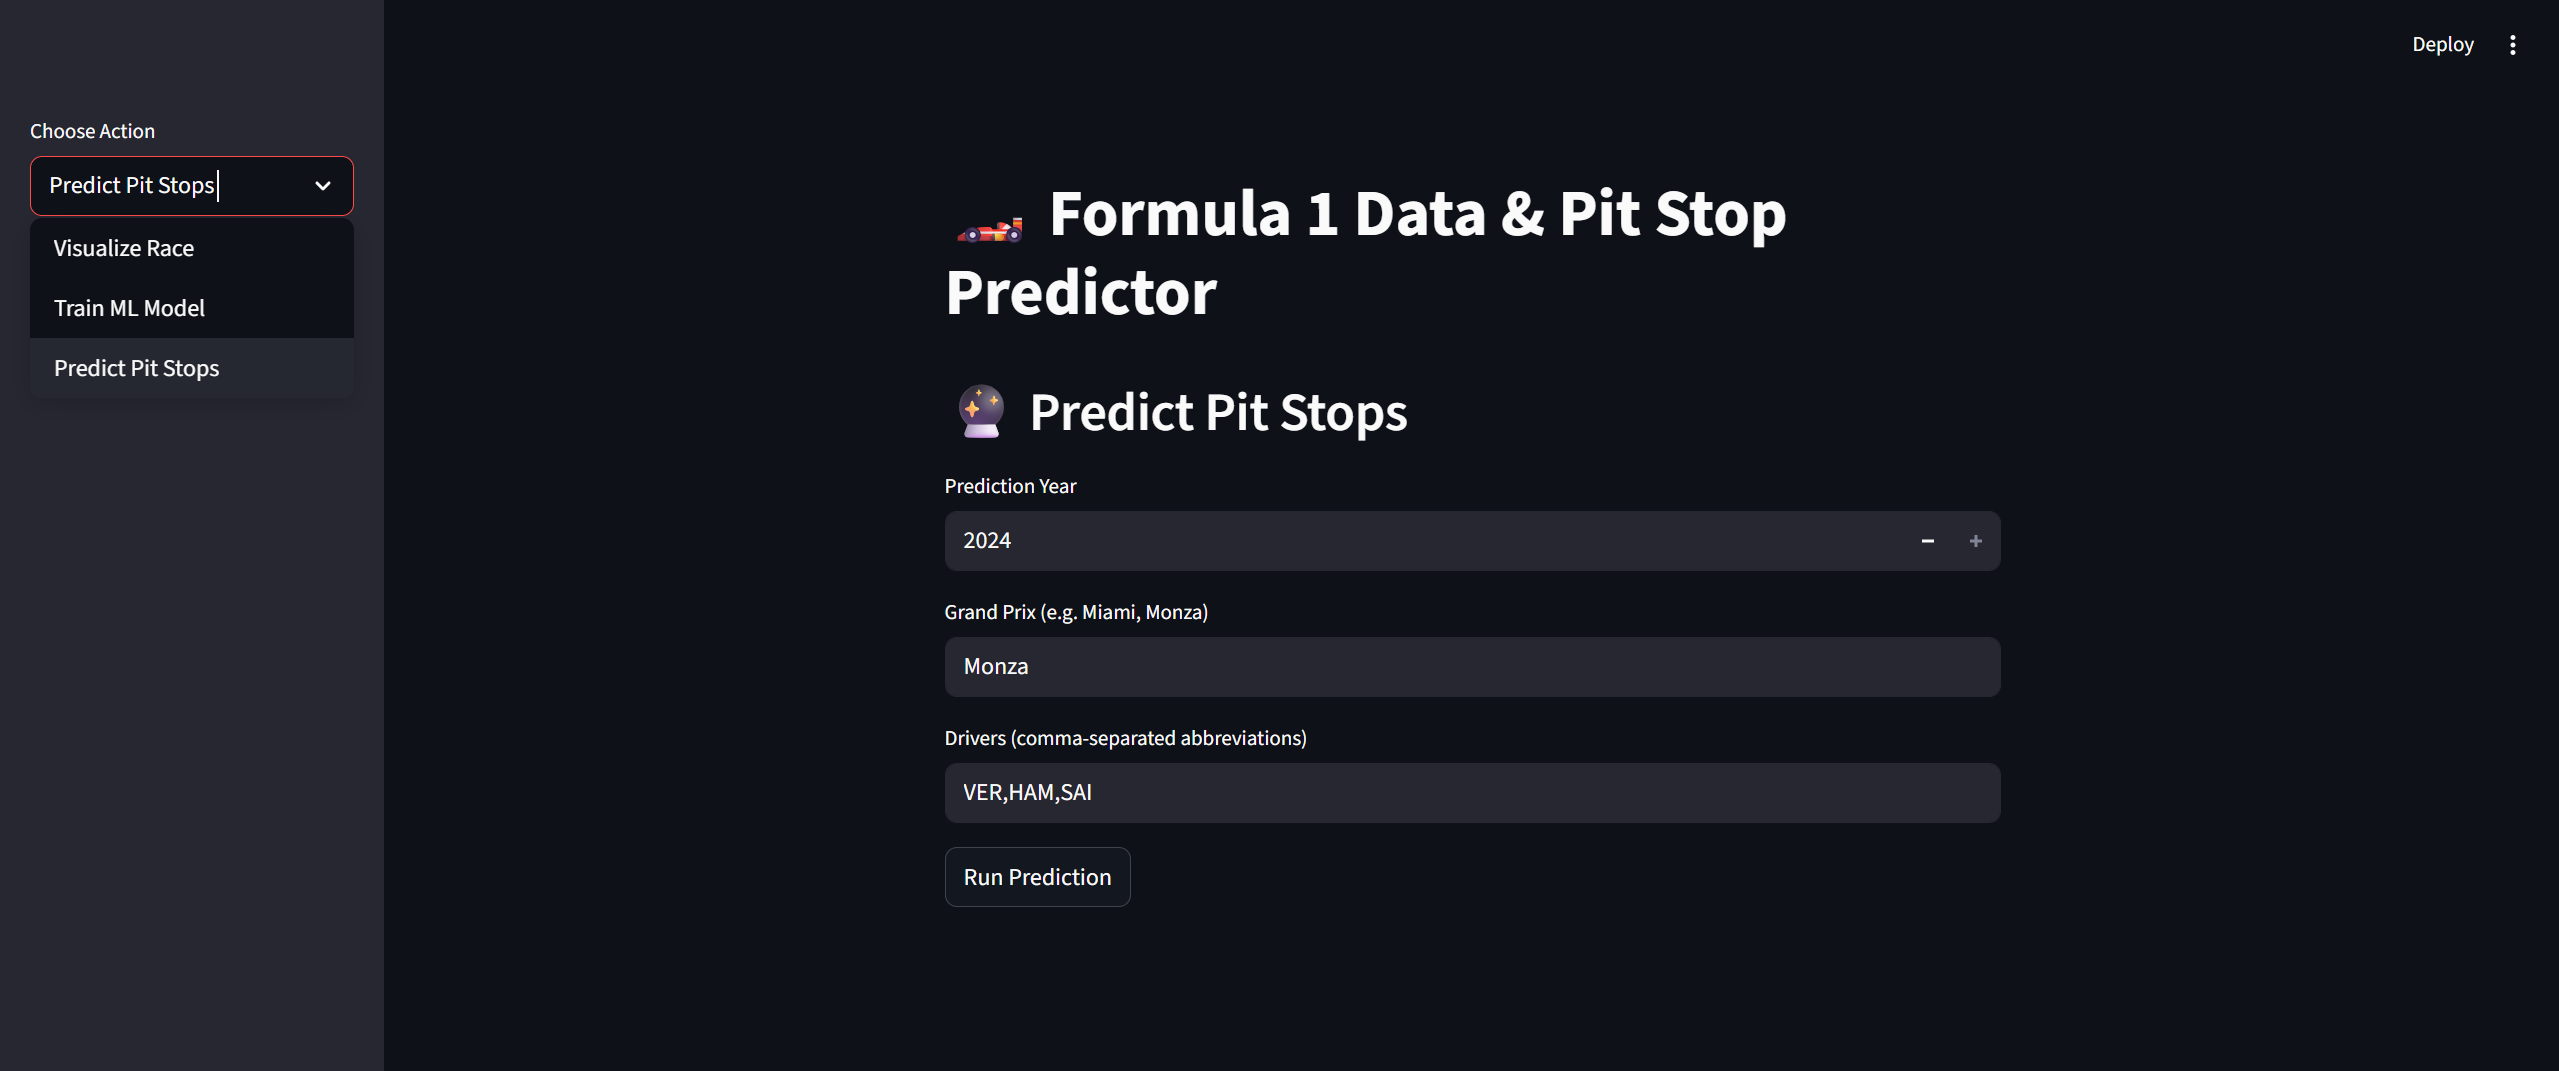 Deploy
Choose Action
Predict Pit Stops
Visualize Race
Train ML Model
Predict Pit Stops
Formula 1 Data & Pit Stop
Predictor
Predict Pit Stops
Prediction Year
2024
Grand Prix (e.g. Miami, Monza)
Monza
Drivers (comma-separated abbreviations)
VER,HAM,SAI
Run Prediction